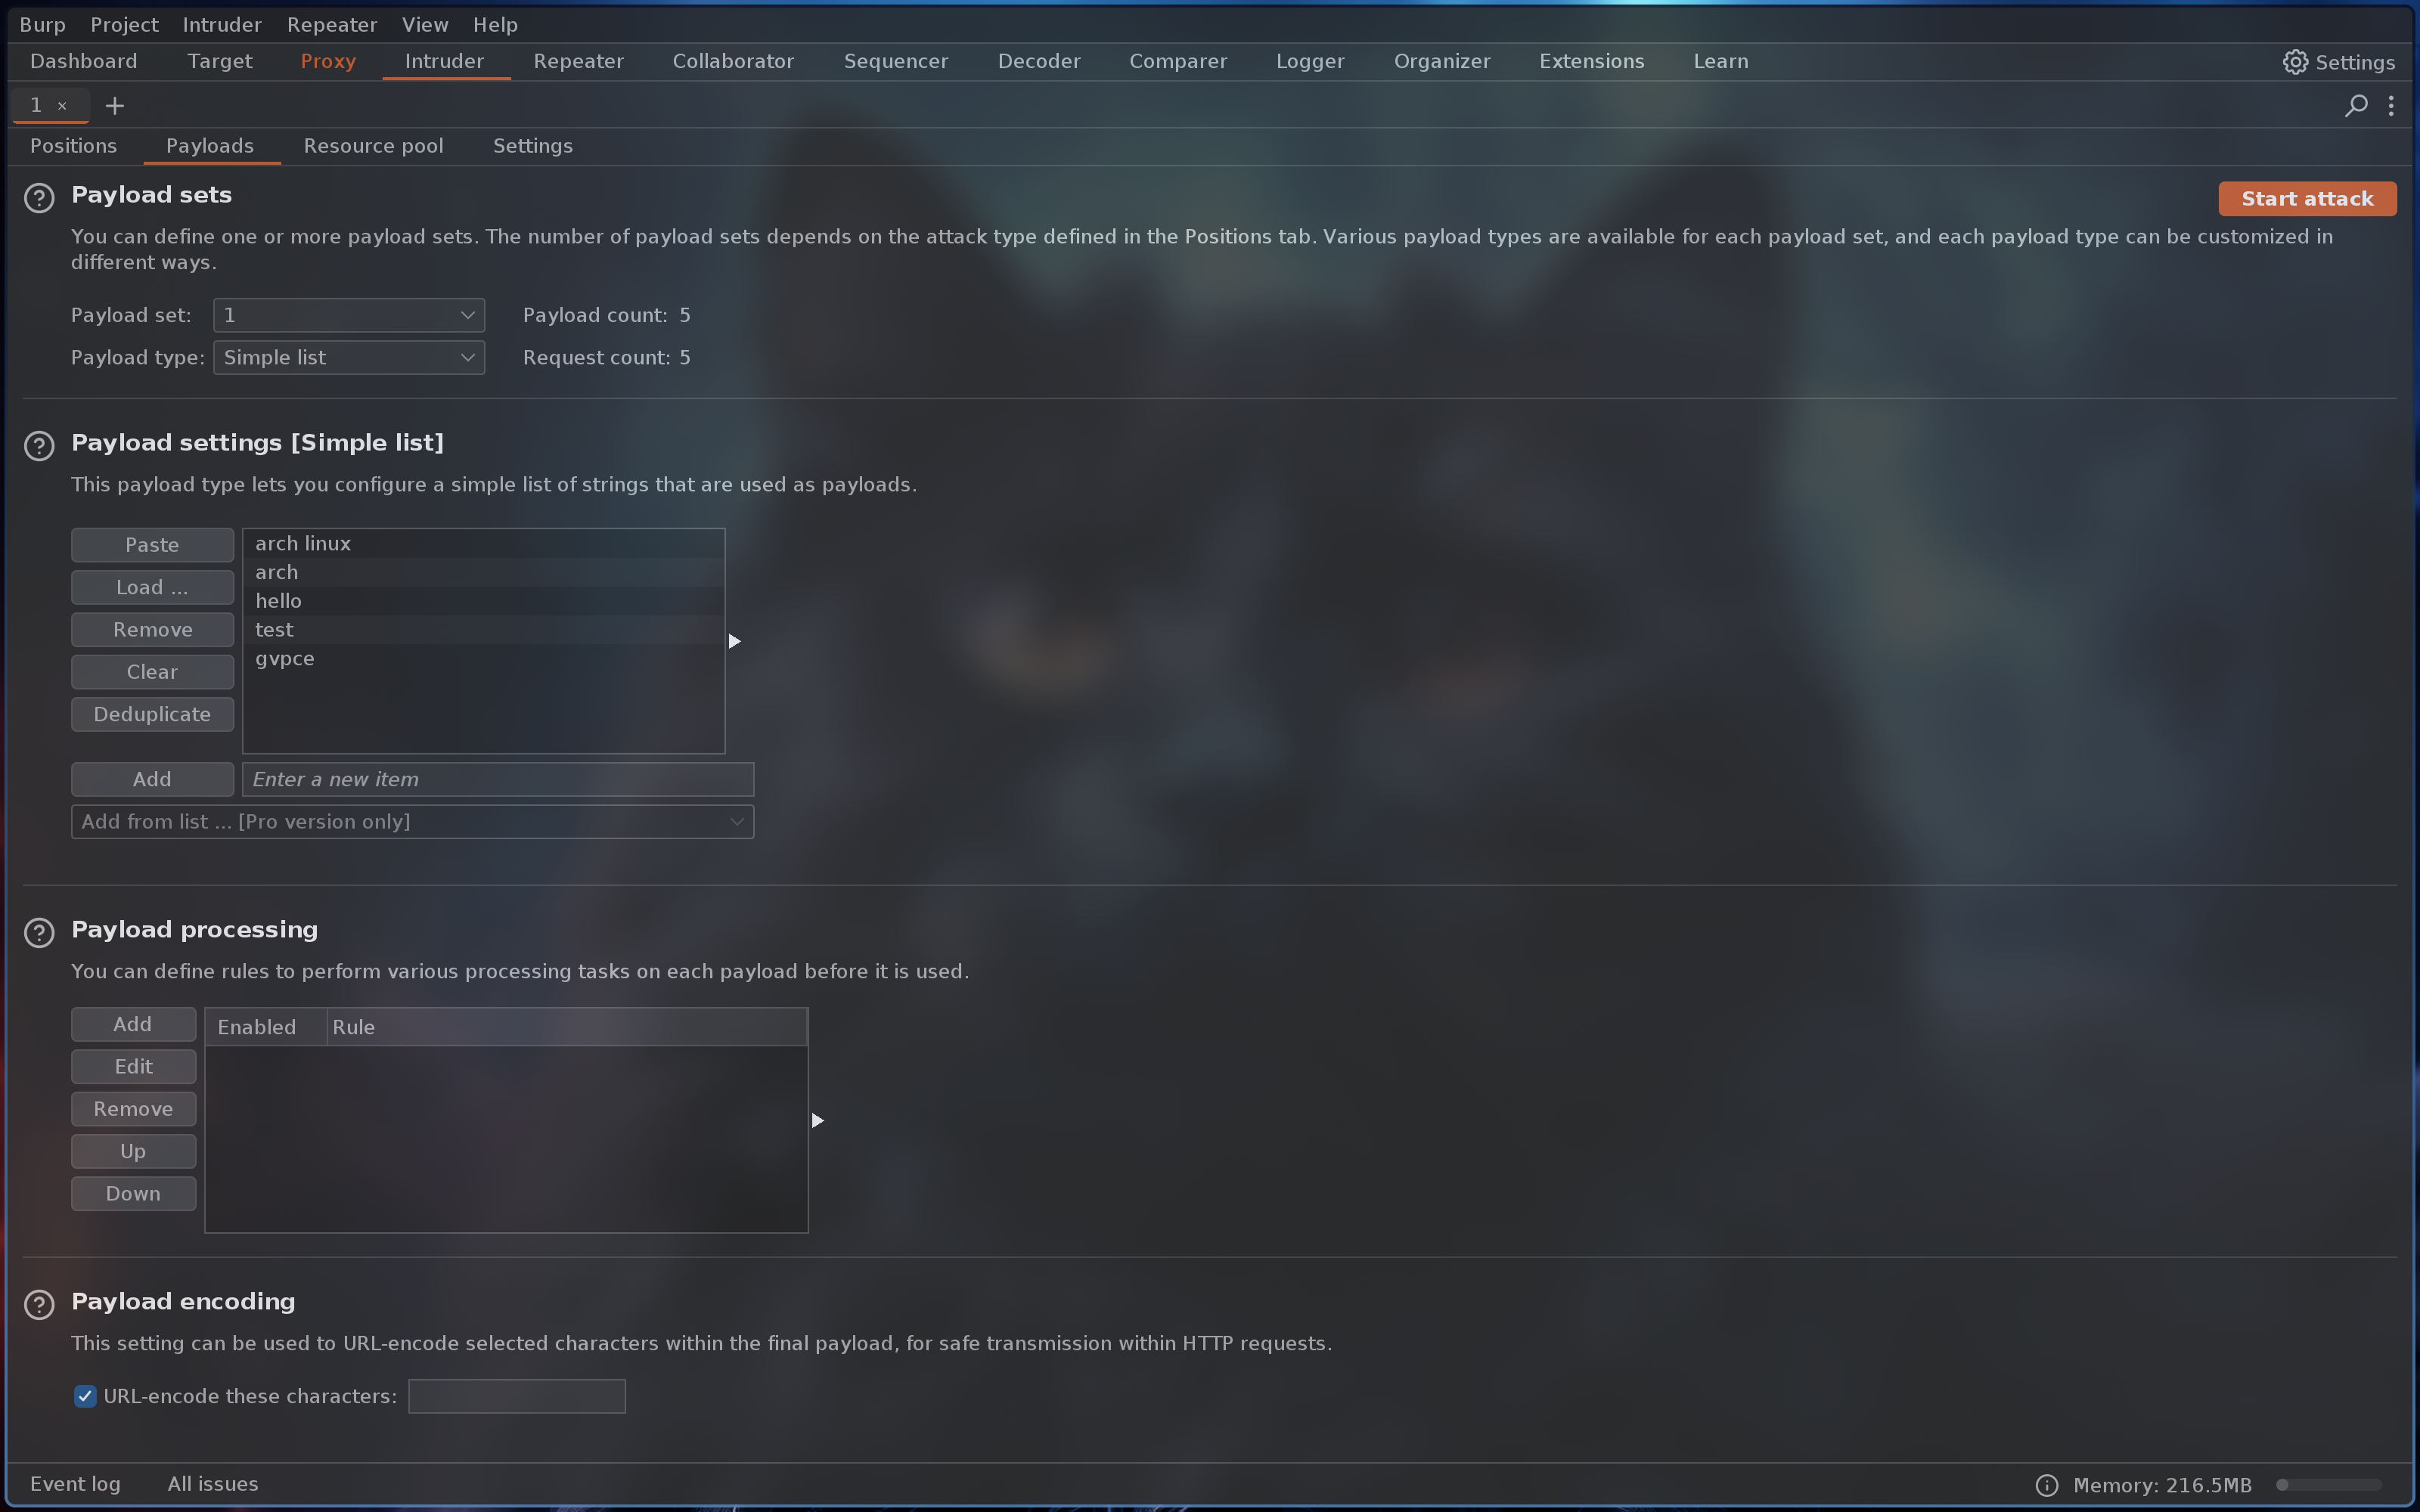 Burp Project Intruder Repeater View Help
Dashboard Target Proxy Intruder Repeater Collaborator Sequencer Decoder Comparer Logger Organizer Extensions Learn Settings
1 × +
Positions Payloads Resource pool Settings
Payload sets
Start attack
You can define one or more payload sets. The number of payload sets depends on the attack type defined in the Positions tab. Various payload types are available for each payload set, and each payload type can be customized in
different ways.
Payload set: 1 Payload count: 5
Payload type: Simple list Request count: 5
Payload settings [Simple list]
This payload type lets you configure a simple list of strings that are used as payloads.
Paste
Load ...
Remove
Clear
Deduplicate
arch linux
arch
hello
test
gvpce
Add Enter a new item
Add from list ... [Pro version only]
Payload processing
You can define rules to perform various processing tasks on each payload before it is used.
Add
Edit
Remove
Up
Down
Enabled Rule
Payload encoding
This setting can be used to URL-encode selected characters within the final payload, for safe transmission within HTTP requests.
URL-encode these characters:
Event log All issues Memory: 216.5MB